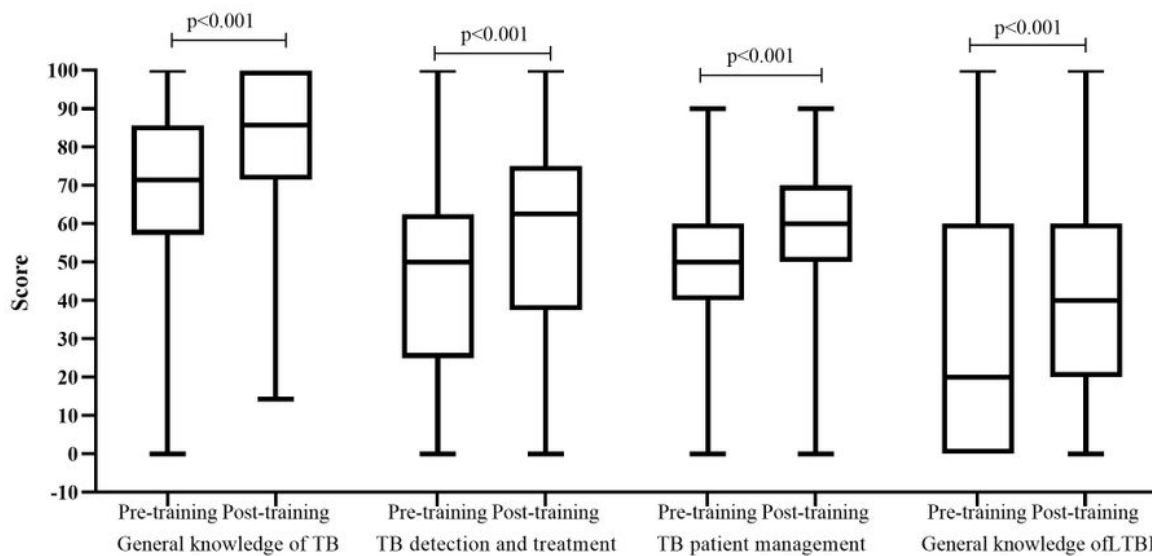 p<0.001
p<0.001
p<0.001
p<0.001
100
90
80
70
60
50
40
30
20
10
0
-10
Score
Pre-training Post-training Pre-training Post-training Pre-training Post-training Pre-training Post-training
General knowledge of TB TB detection and treatment TB patient management General knowledge ofLTBI